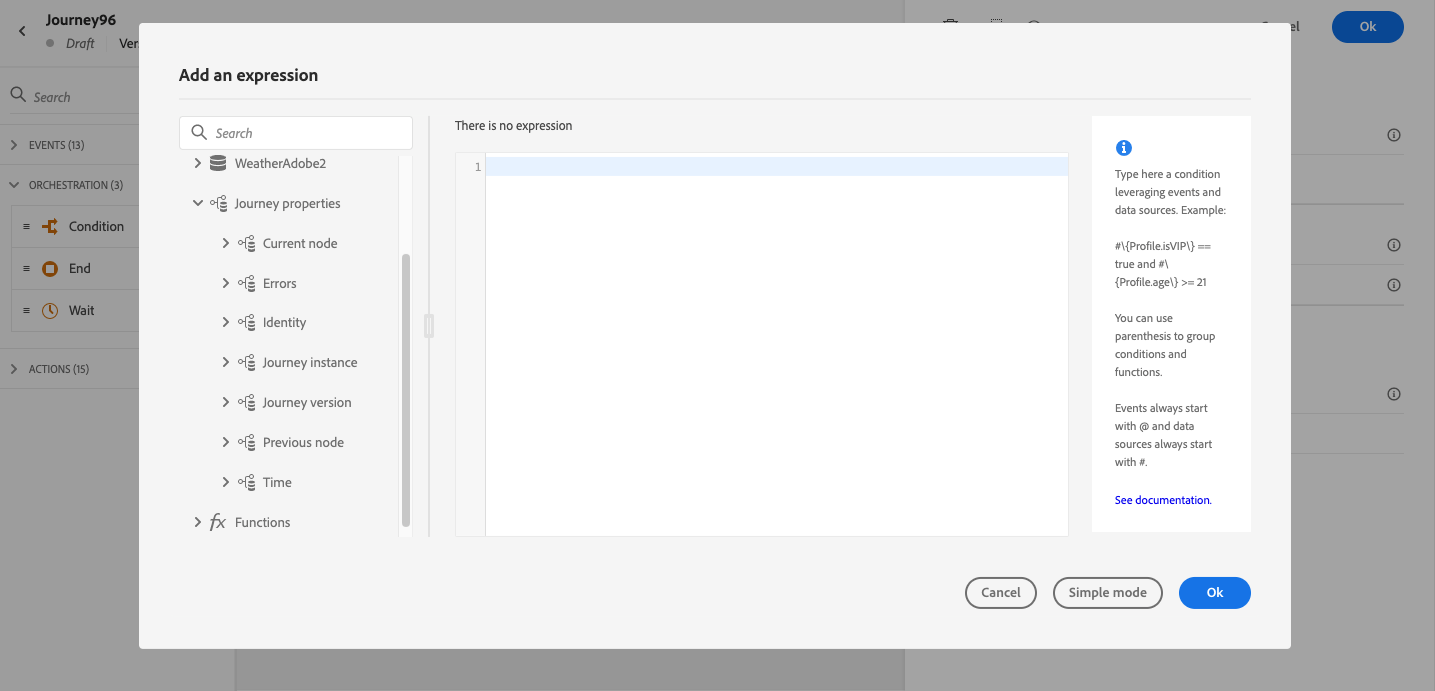 Journey96
Draft
Ver
Ok
Search
EVENTS (13)
ORCHESTRATION (3)
Condition
End
Wait
ACTIONS (15)
Add an expression
Search
WeatherAdobe2
Journey properties
Current node
Errors
Identity
Journey instance
Journey version
Previous node
Time
fx Functions
There is no expression
1
Type here a condition
leveraging events and
data sources. Example:
#\{Profile.isVIP\} ==
true and #\
{Profile.age\} >= 21
You can use
parenthesis to group
conditions and
functions.
Events always start
with @ and data
sources always start
with #.
See documentation.
Cancel
Simple mode
Ok